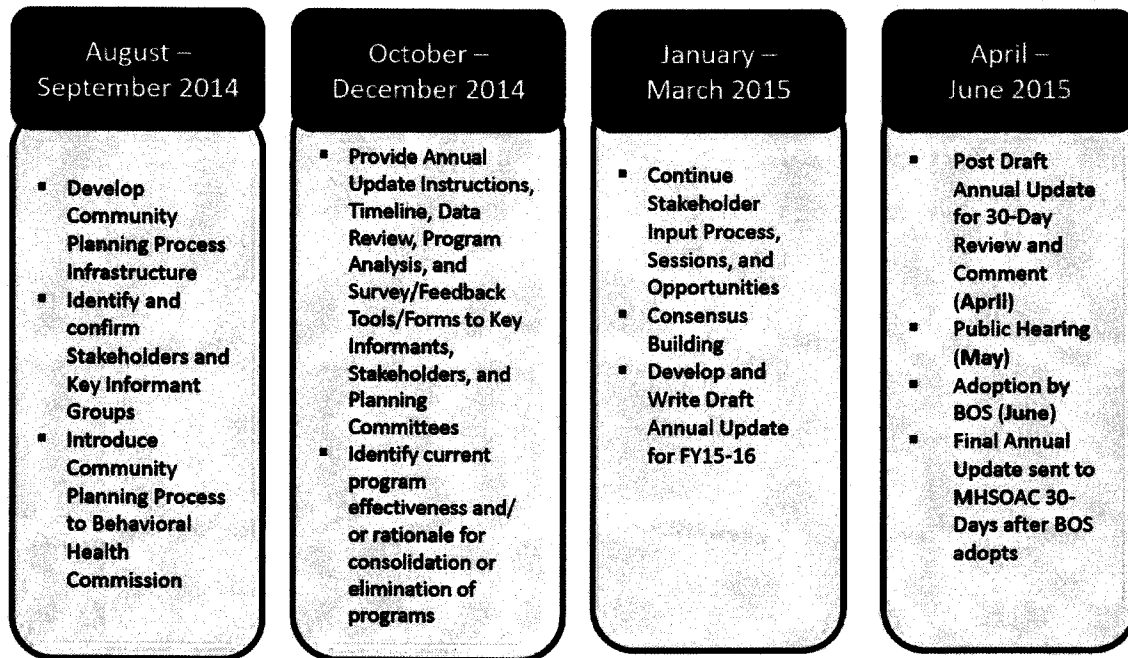 August –
September 2014
▪ Develop
Community
Planning Process
Infrastructure
▪ Identify and
confirm
Stakeholders and
Key Informant
Groups
▪ Introduce
Community
Planning Process
to Behavioral
Health
Commission
October –
December 2014
▪ Provide Annual
Update Instructions,
Timeline, Data
Review, Program
Analysis, and
Survey/Feedback
Tools/Forms to Key
Informants,
Stakeholders, and
Planning
Committees
▪ Identify current
program
effectiveness and/
or rationale for
consolidation or
elimination of
programs
January –
March 2015
▪ Continue
Stakeholder
Input Process,
Sessions, and
Opportunities
▪ Consensus
Building
▪ Develop and
Write Draft
Annual Update
for FY15-16
April –
June 2015
▪ Post Draft
Annual Update
for 30-Day
Review and
Comment
(April)
▪ Public Hearing
(May)
▪ Adoption by
BOS (June)
▪ Final Annual
Update sent to
MHSOAC 30-
Days after BOS
adopts